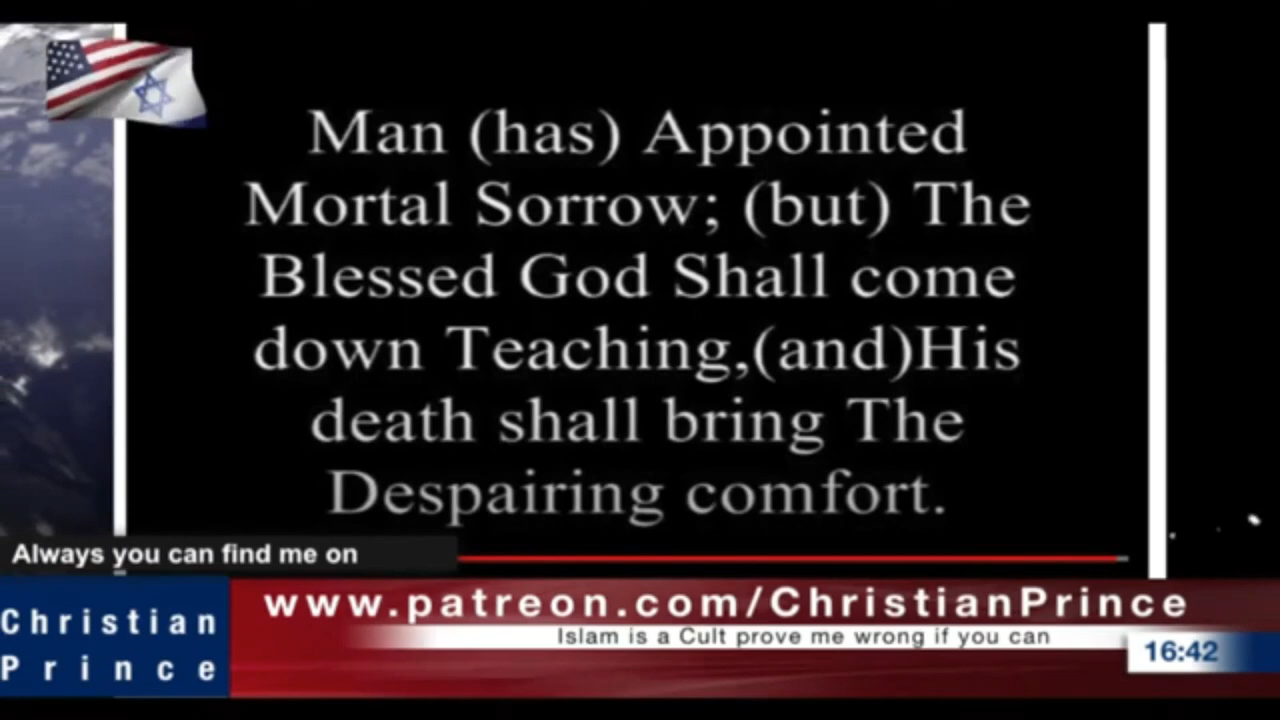 Man (has) Appointed
Mortal Sorrow; (but) The
Blessed God Shall come
down Teaching,(and)His
death shall bring The
Despairing comfort.
Always you can find me on
www.patreon.com/ChristianPrince
Christian
Prince
Islam is a Cult prove me wrong if you can
16:42